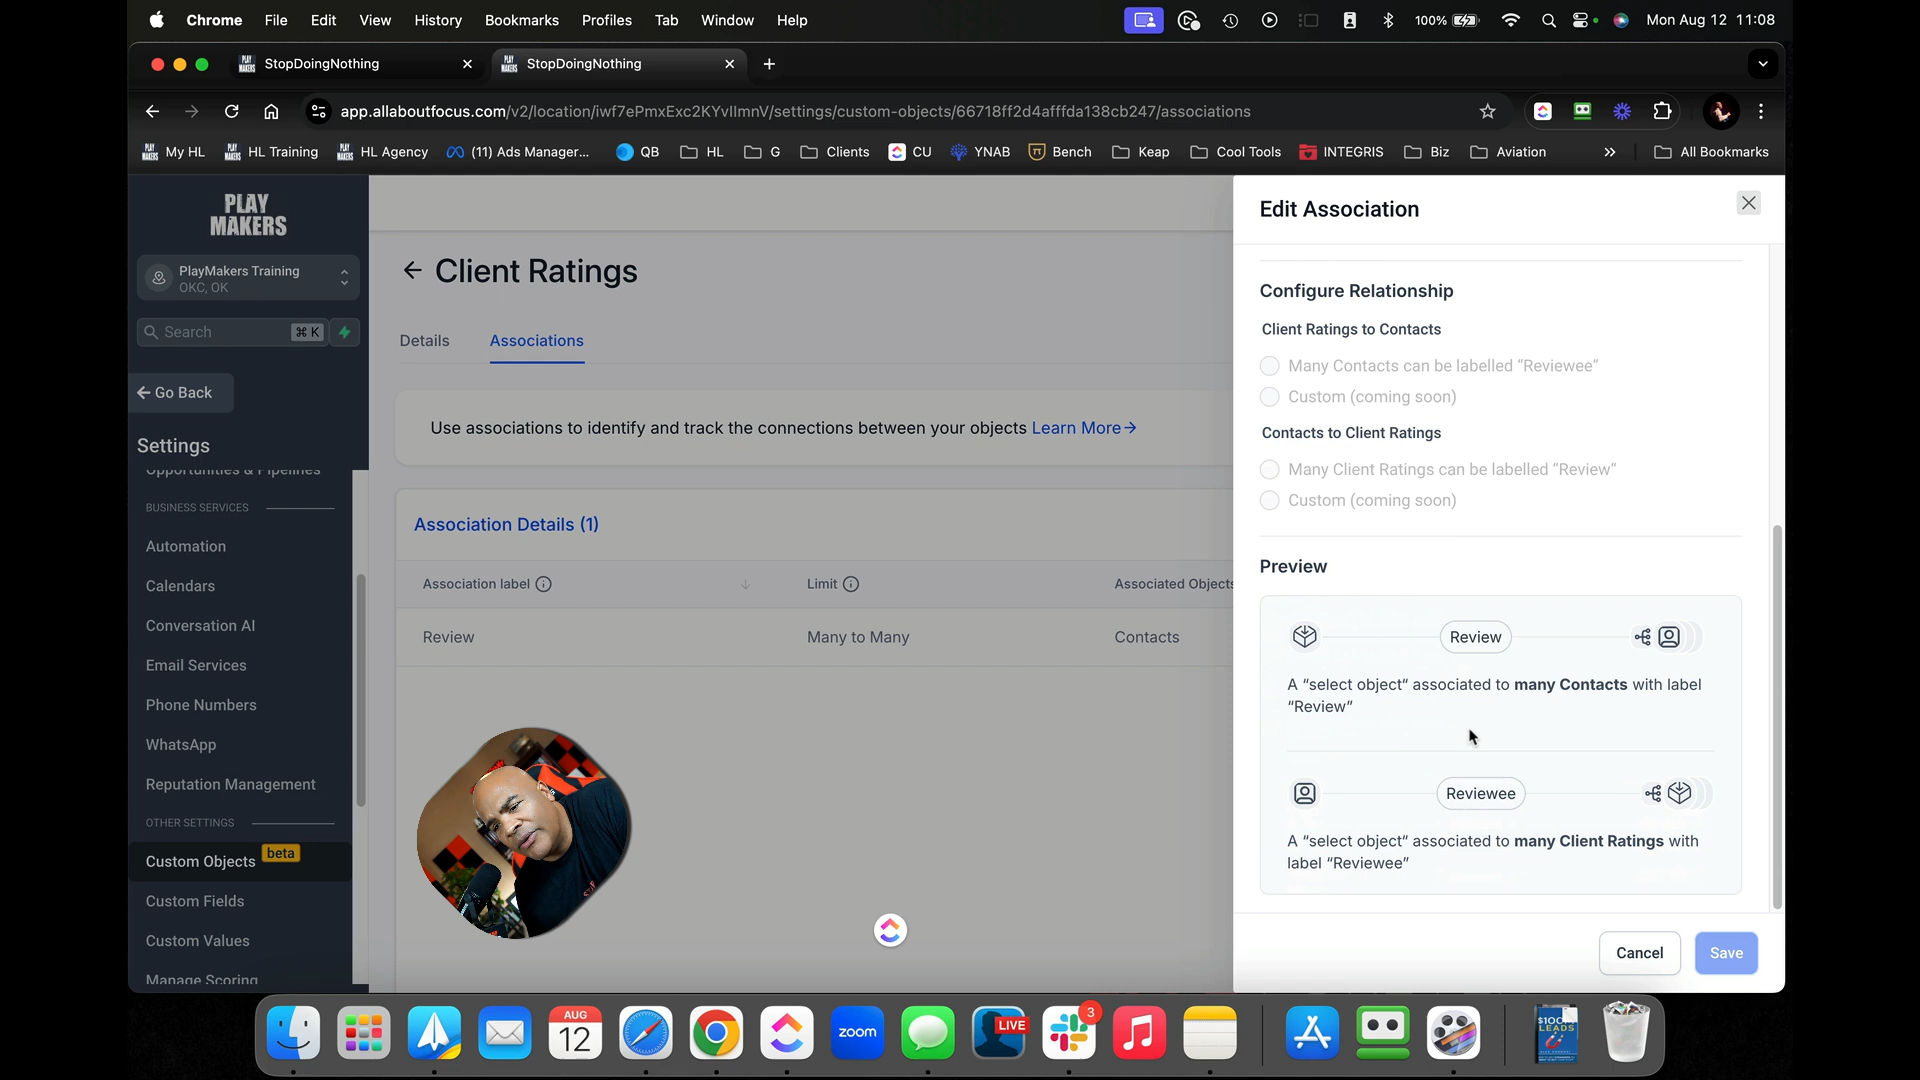 Chrome File Edit View History Bookmarks Profiles Tab Window Help 100% Mon Aug 12 11:08
StopDoingNothing StopDoingNothing
app.allaboutfocus.com/v2/location/iwf7ePmxExc2KYvIImnV/settings/custom-objects/66718ff2d4afffda138cb247/associations
My HL HL Training HL Agency (11) Ads Manager... QB HL G Clients CU YNAB Bench Keap Cool Tools INTEGRIS Biz Aviation All Bookmarks
PLAY
MAKERS
PlayMakers Training
OKC, OK
Search ⌘ K
Go Back
Settings
Opportunities & Pipelines
BUSINESS SERVICES
Automation
Calendars
Conversation AI
Email Services
Phone Numbers
WhatsApp
Reputation Management
OTHER SETTINGS
Custom Objects beta
Custom Fields
Custom Values
Manage Scoring
Client Ratings
Details Associations
Use associations to identify and track the connections between your objects Learn More
Association Details (1)
Association label Limit Associated Objects
Review Many to Many Contacts
Edit Association
Configure Relationship
Client Ratings to Contacts
Many Contacts can be labelled “Reviewee”
Custom (coming soon)
Contacts to Client Ratings
Many Client Ratings can be labelled “Review”
Custom (coming soon)
Preview
Review
A “select object“ associated to many Contacts with label
“Review”
Reviewee
A “select object“ associated to many Client Ratings with
label “Reviewee”
Cancel Save
AUG
12
zoom
LIVE
3
$100M
LEADS